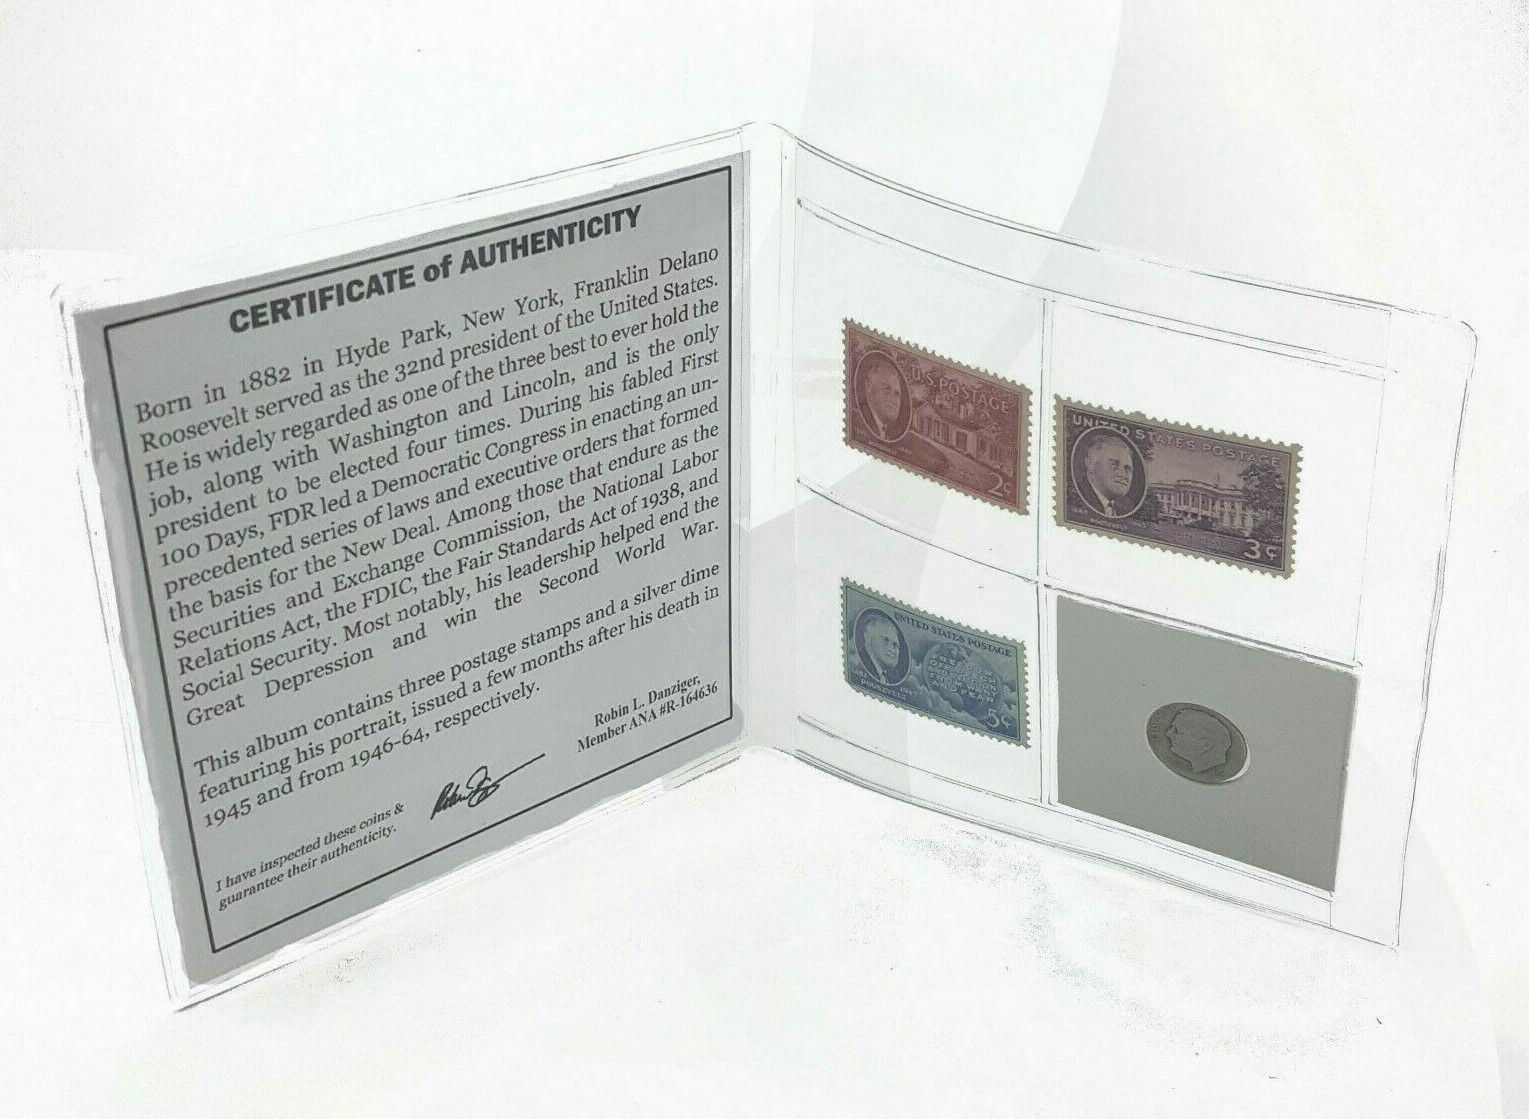 CERTIFICATE of AUTHENTICITY
Born in 1882 in Hyde Park, New York, Franklin Delano
Roosevelt served as the 32nd president of the United States.
He is widely regarded as one of the three best to ever hold the
job, along with Washington and Lincoln, and is the only
president to be elected four times. During his fabled First
100 Days, FDR led a Democratic Congress in enacting an un-
precedented series of laws and executive orders that formed
the basis for the New Deal. Among those that endure as the
Securities and Exchange Commission, the National Labor
Relations Act, the FDIC, the Fair Standards Act of 1938, and
Social Security. Most notably, his leadership helped end the
Great Depression and win the Second World War.
This album contains three postage stamps and a silver dime
featuring his portrait, issued a few months after his death in
1945 and from 1946-64, respectively.
I have inspected these coins &
guarantee their authenticity.
Robin L. Danziger,
Member ANA #R-164636
U.S. POSTAGE
2¢
UNITED STATES POSTAGE
3¢
UNITED STATES POSTAGE
5¢